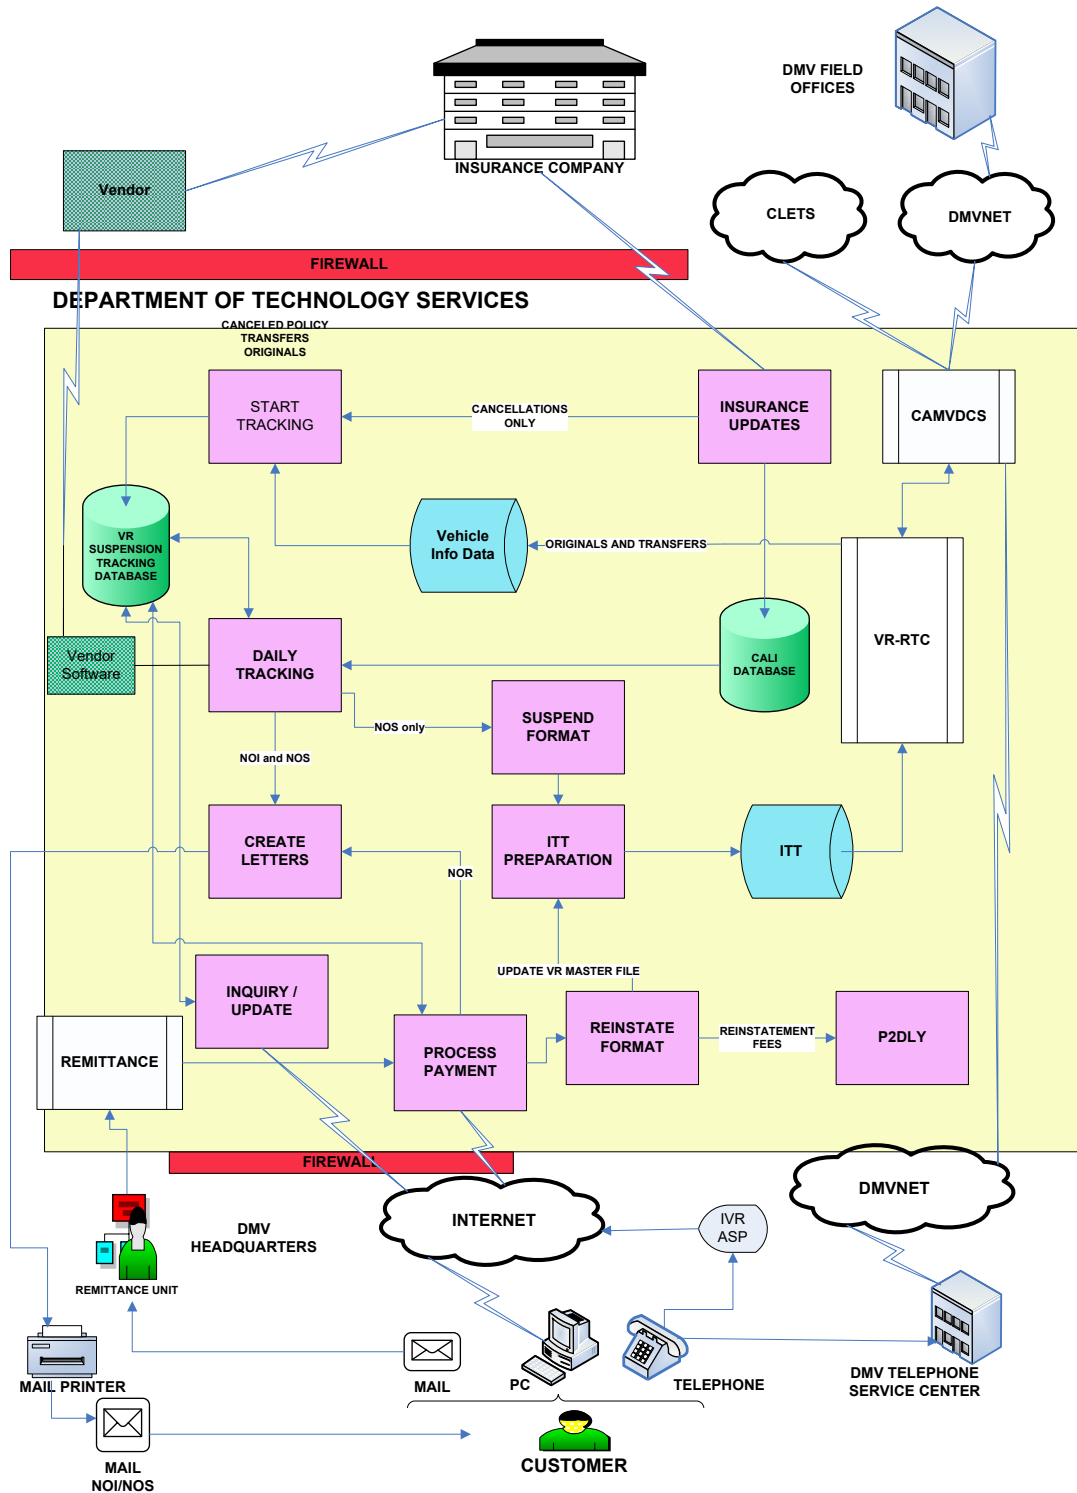 DMV FIELD
OFFICES
INSURANCE COMPANY
Vendor
CLETS
DMVNET
FIREWALL
DEPARTMENT OF TECHNOLOGY SERVICES
CANCELED POLICY
TRANSFERS
ORIGINALS
START
TRACKING
CANCELLATIONS
ONLY
INSURANCE
UPDATES
CAMVDCS
VR
SUSPENSION
TRACKING
DATABASE
Vehicle
Info Data
ORIGINALS AND TRANSFERS
VR-RTC
Vendor
Software
DAILY
TRACKING
CALI
DATABASE
NOS only
SUSPEND
FORMAT
NOI and NOS
CREATE
LETTERS
ITT
PREPARATION
ITT
NOR
UPDATE VR MASTER FILE
INQUIRY /
UPDATE
REMITTANCE
PROCESS
PAYMENT
REINSTATE
FORMAT
REINSTATEMENT
FEES
P2DLY
FIREWALL
INTERNET
IVR
ASP
DMVNET
DMV
HEADQUARTERS
REMITTANCE UNIT
MAIL PRINTER
MAIL
PC
TELEPHONE
DMV TELEPHONE
SERVICE CENTER
MAIL
NOI/NOS
CUSTOMER